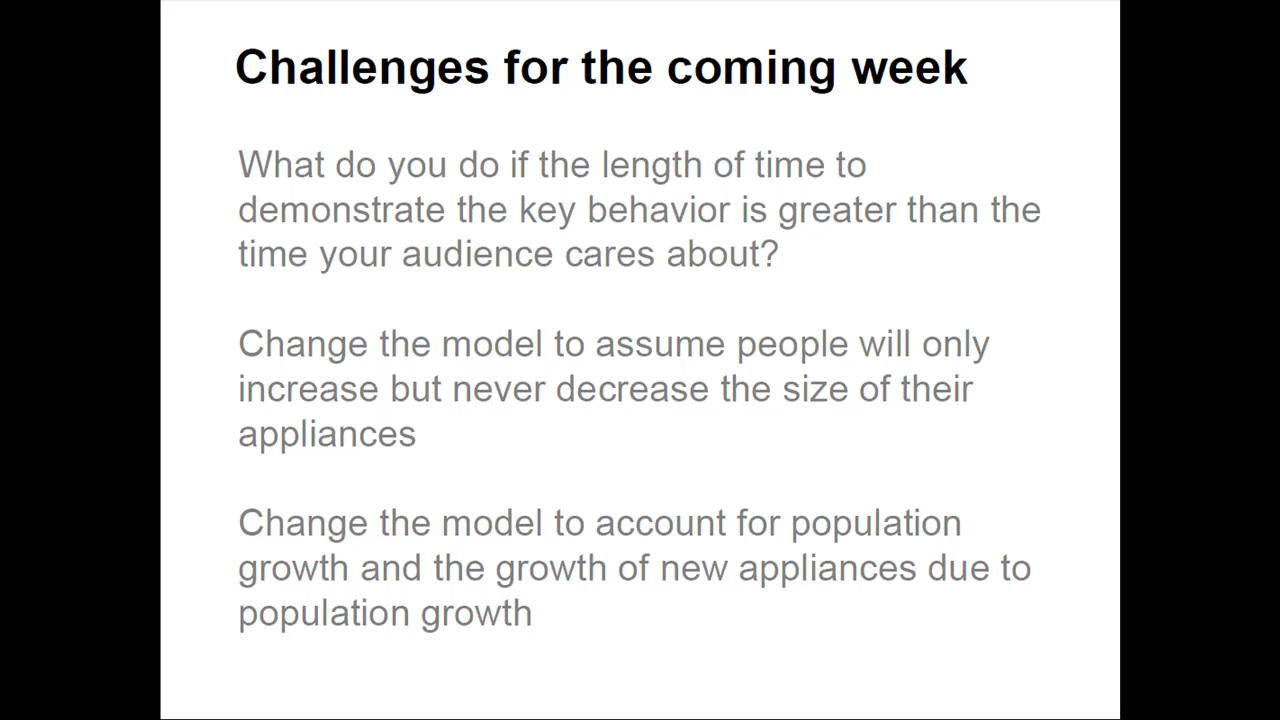 Challenges for the coming week
What do you do if the length of time to
demonstrate the key behavior is greater than the
time your audience cares about?
Change the model to assume people will only
increase but never decrease the size of their
appliances
Change the model to account for population
growth and the growth of new appliances due to
population growth